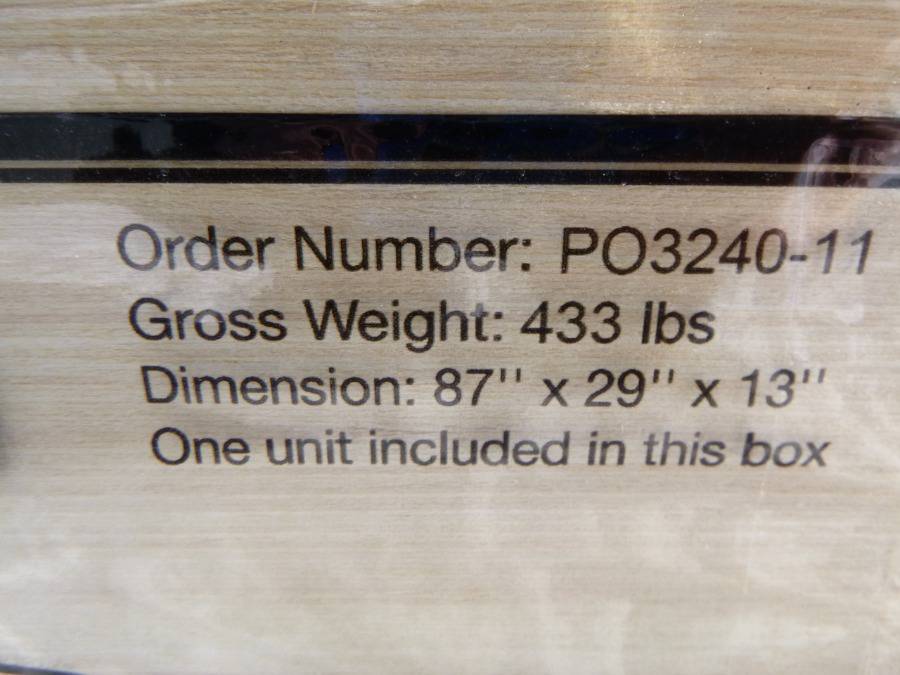 Order Number: PO3240-11
Gross Weight: 433 lbs
Dimension: 87'' x 29'' x 13''
One unit included in this box